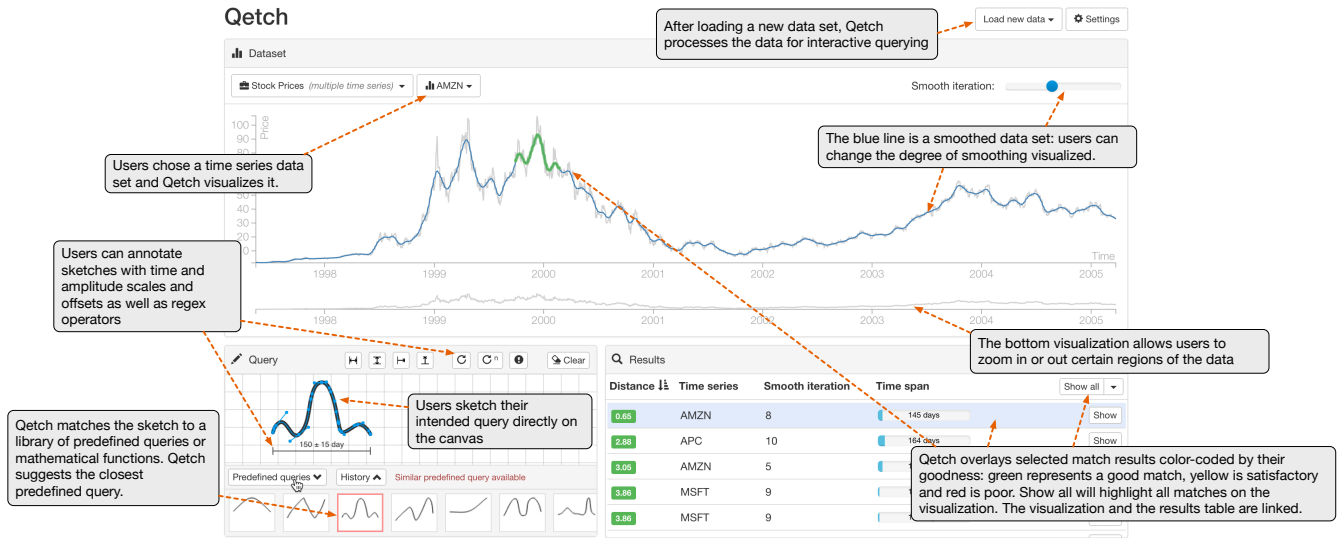 Qetch
After loading a new data set, Qetch
processes the data for interactive querying
Load new data
Settings
Dataset
Stock Prices (multiple time series)
AMZN
Smooth iteration:
Price
100
90
Users chose a time series data
set and Qetch visualizes it.
The blue line is a smoothed data set: users can
change the degree of smoothing visualized.
50
40
30
20
10
Time
1998
1999
2000
2001
2002
2003
2004
2005
Users can annotate
sketches with time and
amplitude scales and
offsets as well as regex
operators
1998
1999
2000
2001
2002
2003
2004
2005
The bottom visualization allows users to
zoom in or out certain regions of the data
Query
n
Clear
Users sketch their
intended query directly on
the canvas
150 ± 15 day
Qetch matches the sketch to a
library of predefined queries or
mathematical functions. Qetch
suggests the closest
predefined query.
Predefined queries
History
Similar predefined query available
Results
Distance Time series Smooth iteration Time span
Show all
0.65 AMZN 8 145 days Show
2.88 APC 10 164 days Show
3.05 AMZN 5
3.86 MSFT 9
3.86 MSFT 9
Qetch overlays selected match results color-coded by their
goodness: green represents a good match, yellow is satisfactory
and red is poor. Show all will highlight all matches on the
visualization. The visualization and the results table are linked.